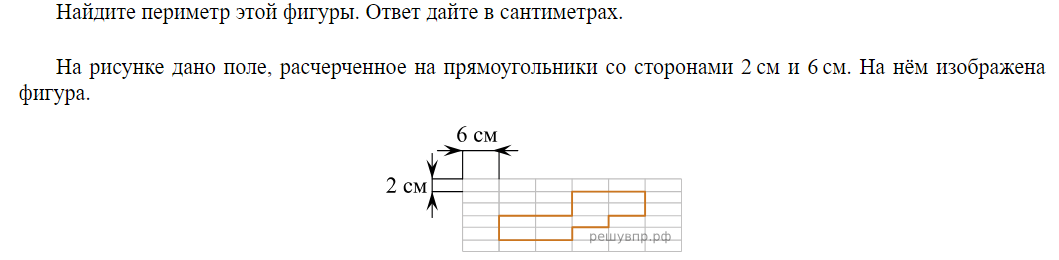 Найдите периметр этой фигуры. Ответ дайте в сантиметрах.
На рисунке дано поле, расчерченное на прямоугольники со сторонами 2 см и 6 см. На нём изображена
фигура.
6 см
2 см
решувпр.рф